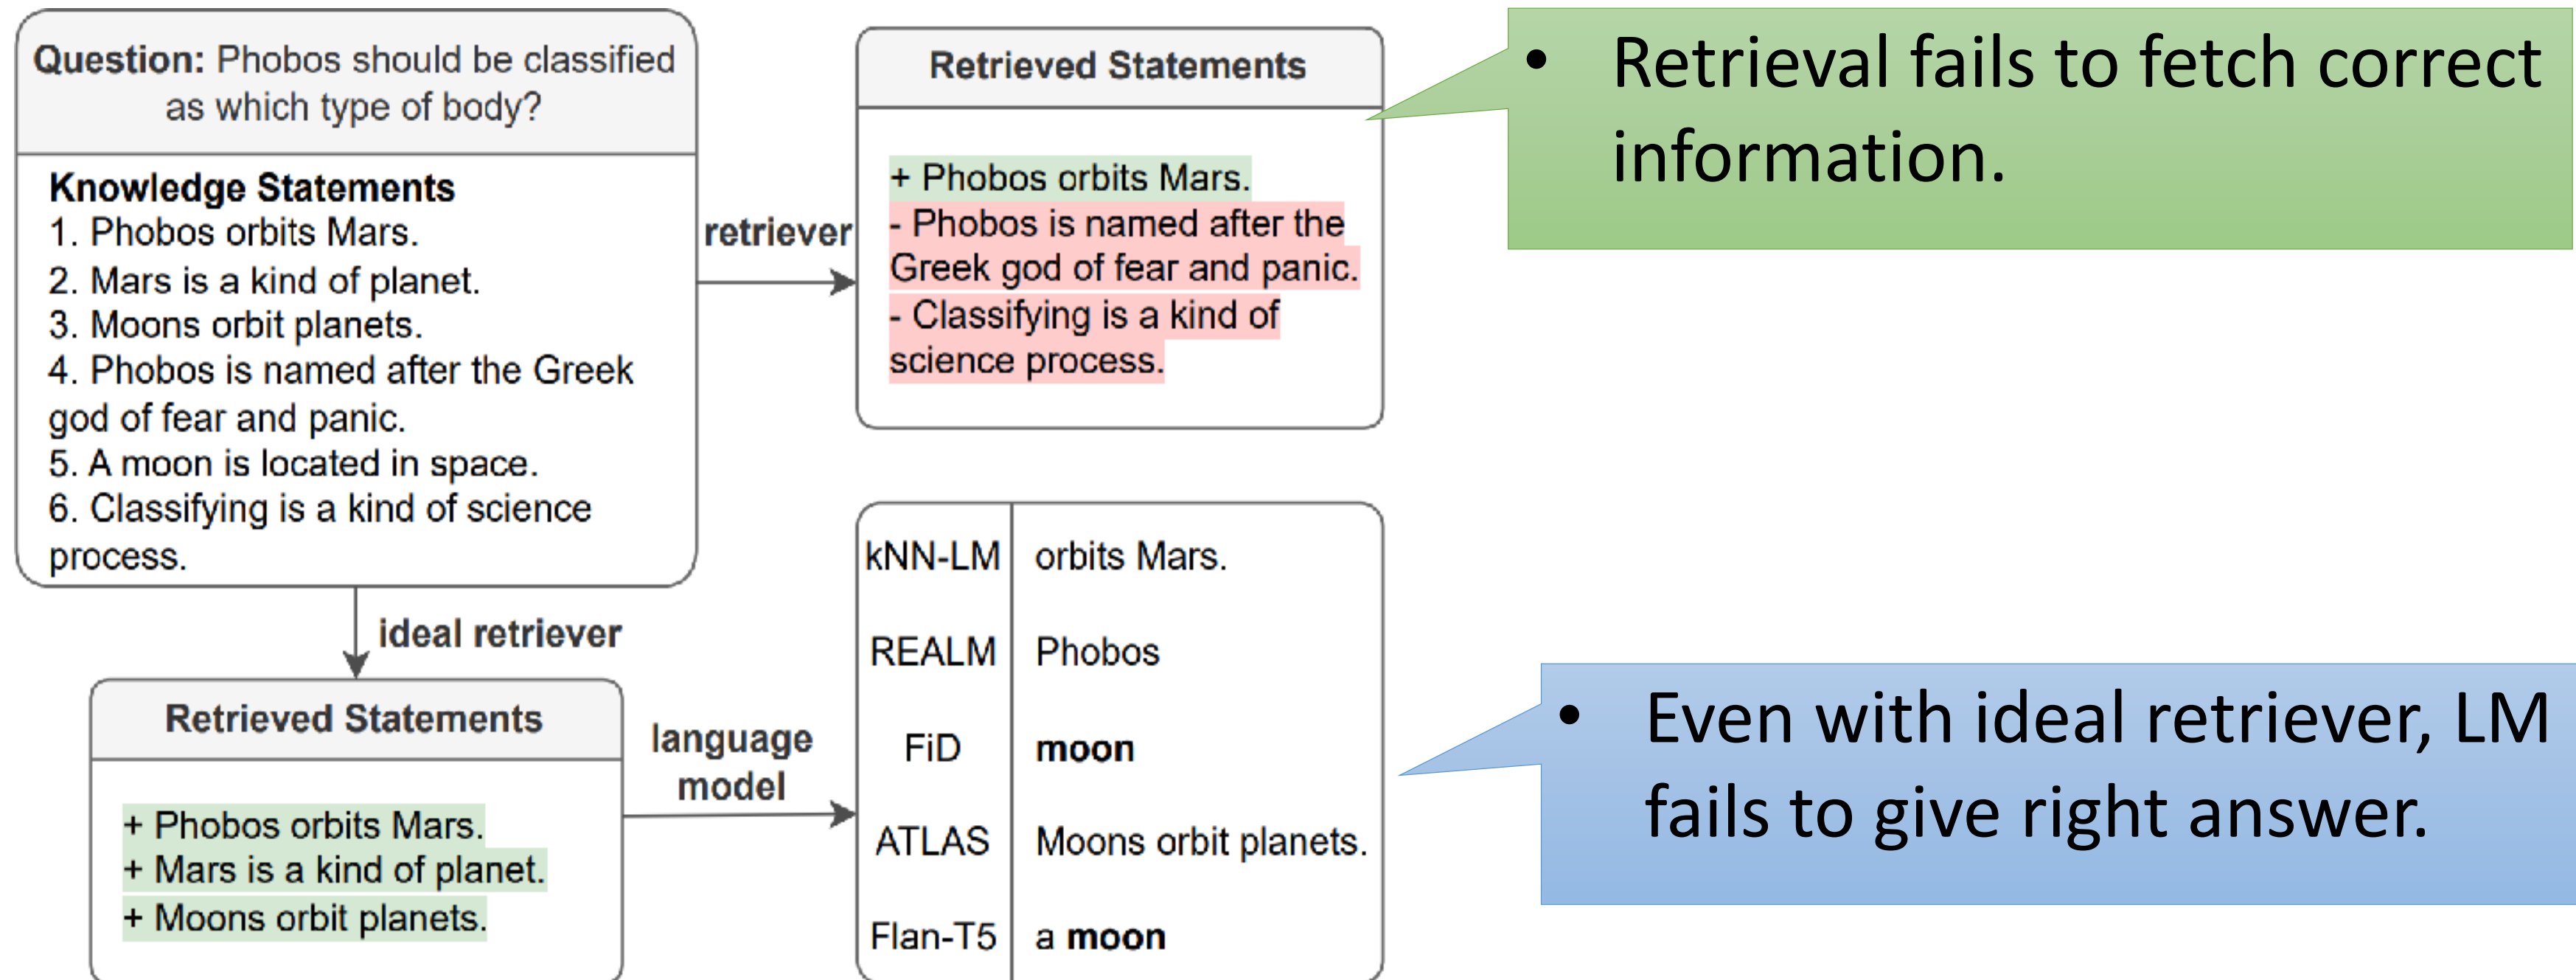 Question: Phobos should be classified
as which type of body?
Knowledge Statements
1. Phobos orbits Mars.
2. Mars is a kind of planet.
3. Moons orbit planets.
4. Phobos is named after the Greek
god of fear and panic.
5. A moon is located in space.
6. Classifying is a kind of science
process.
retriever
Retrieved Statements
+ Phobos orbits Mars.
- Phobos is named after the
Greek god of fear and panic.
- Classifying is a kind of
science process.
• Retrieval fails to fetch correct
information.
ideal retriever
Retrieved Statements
+ Phobos orbits Mars.
+ Mars is a kind of planet.
+ Moons orbit planets.
language
model
kNN-LM orbits Mars.
REALM Phobos
FiD moon
ATLAS Moons orbit planets.
Flan-T5 a moon
• Even with ideal retriever, LM
fails to give right answer.